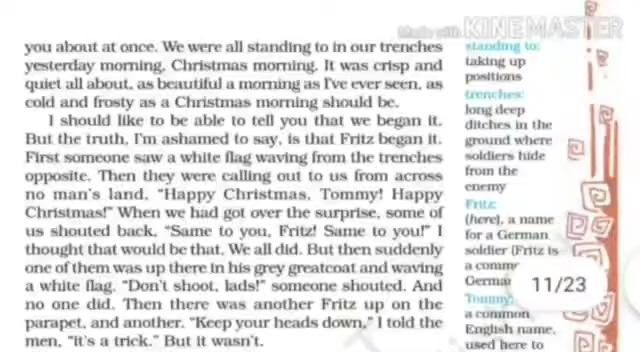 Made with KINEMASTER
you about at once. We were all standing to in our trenches
yesterday morning, Christmas morning. It was crisp and
quiet all about, as beautiful a morning as I've ever seen, as
cold and frosty as a Christmas morning should be.
I should like to be able to tell you that we began it.
But the truth, I'm ashamed to say, is that Fritz began it.
First someone saw a white flag waving from the trenches
opposite. Then they were calling out to us from across
no man's land, "Happy Christmas, Tommy! Happy
Christmas!" When we had got over the surprise, some of
us shouted back, "Same to you, Fritz! Same to you!" I
thought that would be that. We all did. But then suddenly
one of them was up there in his grey greatcoat and waving
a white flag. "Don't shoot, lads!" someone shouted. And
no one did. Then there was another Fritz up on the
parapet, and another. "Keep your heads down," I told the
men, "it's a trick." But it wasn't.
standing to:
taking up
positions
trenches:
long deep
ditches in the
ground where
soldiers hide
from the
enemy
Fritz:
(here), a name
for a German
soldier (Fritz is
a comm
German
11/23
Tommy:
a common
English name,
used here to